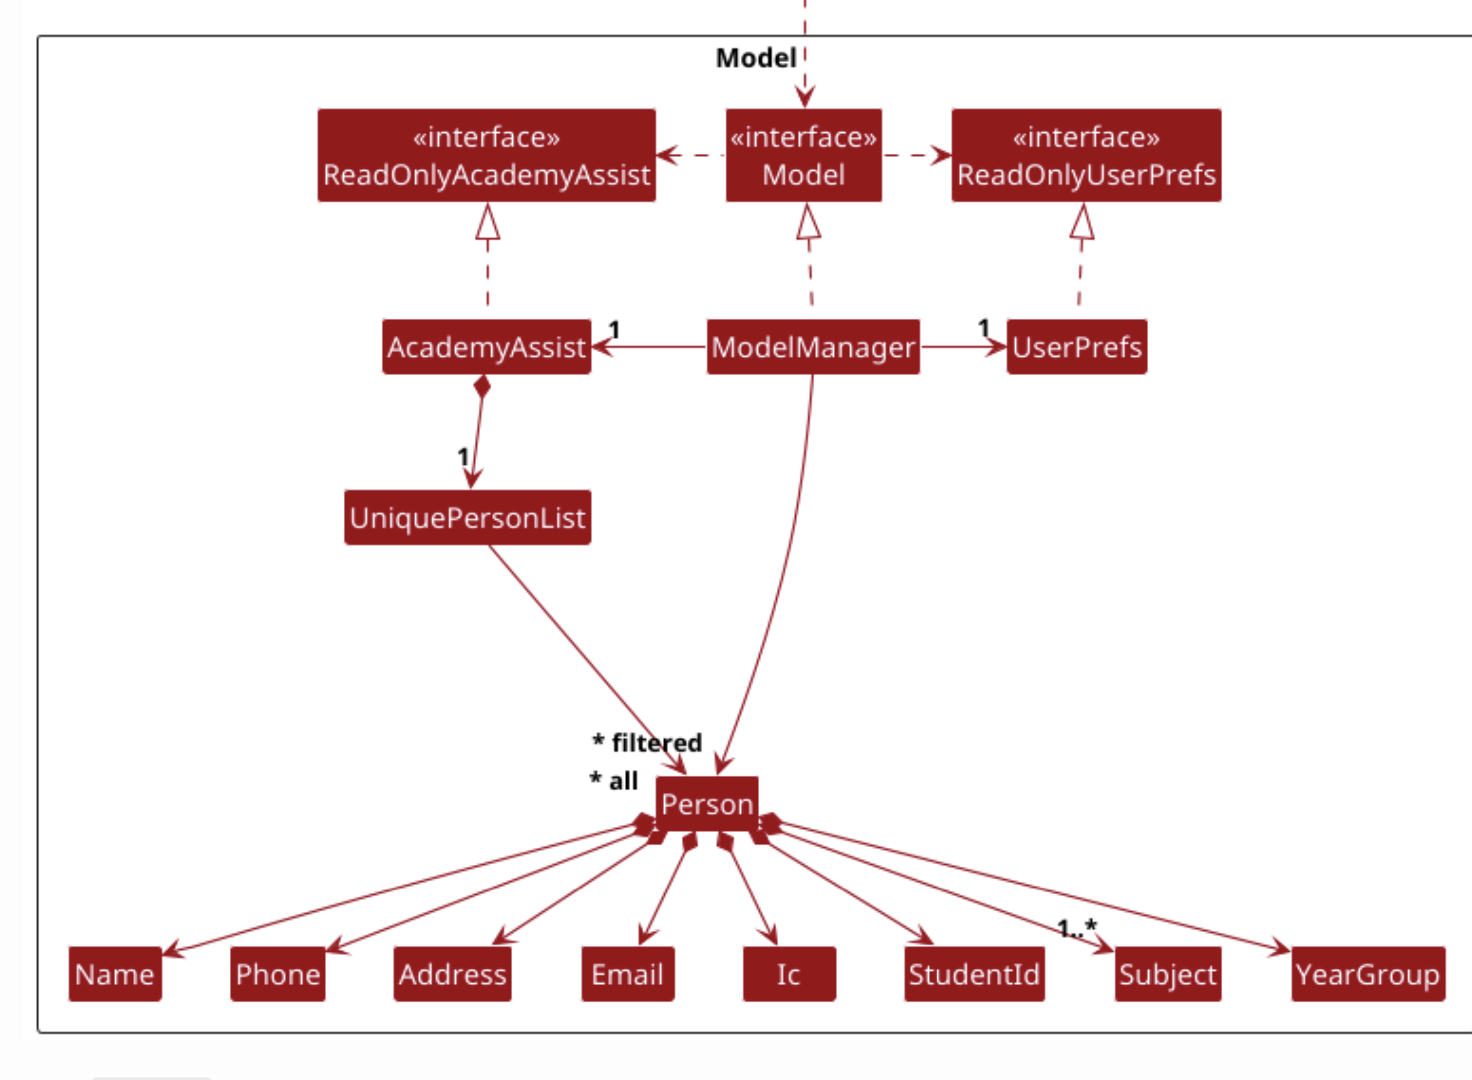 Model
«interface»
ReadOnlyAcademyAssist
«interface»
Model
«interface»
ReadOnlyUserPrefs
AcademyAssist
1
ModelManager
1
UserPrefs
1
UniquePersonList
* filtered
* all
Person
1..*
Name
Phone
Address
Email
Ic
StudentId
Subject
YearGroup